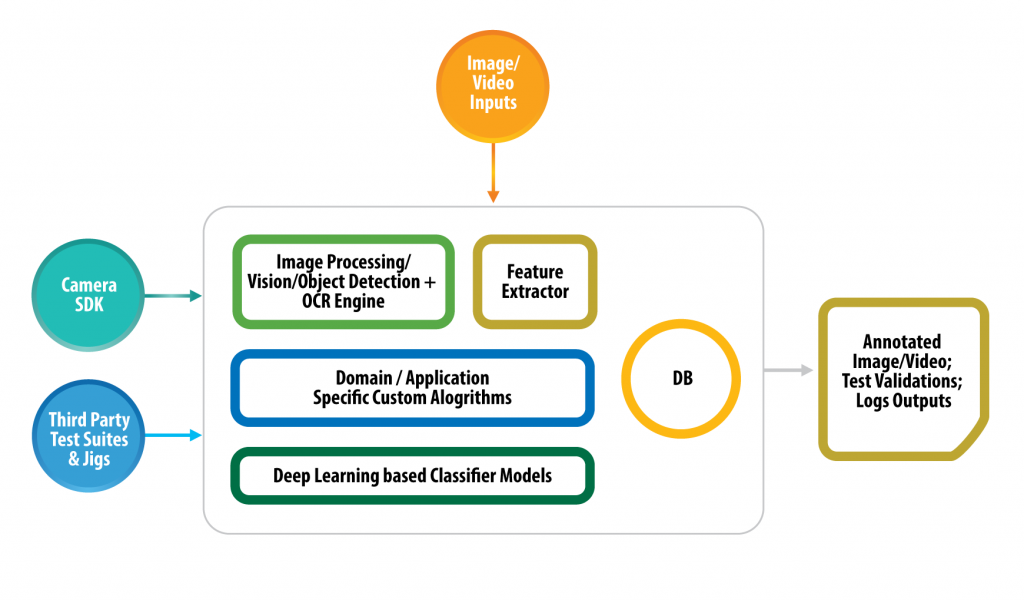 Image/
Video
Inputs
Camera
SDK
Third Party
Test Suites
& Jigs
Image Processing/
Vision/Object Detection +
OCR Engine
Feature
Extractor
Domain / Application
Specific Custom Alogrithms
Deep Learning based Classifier Models
DB
Annotated
Image/Video;
Test Validations;
Logs Outputs